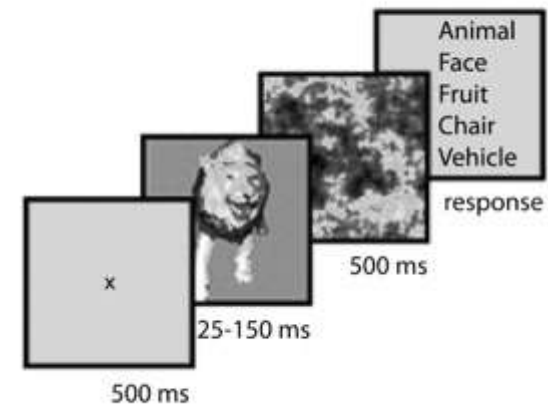 x
500 ms
25-150 ms
500 ms
Animal
Face
Fruit
Chair
Vehicle
response